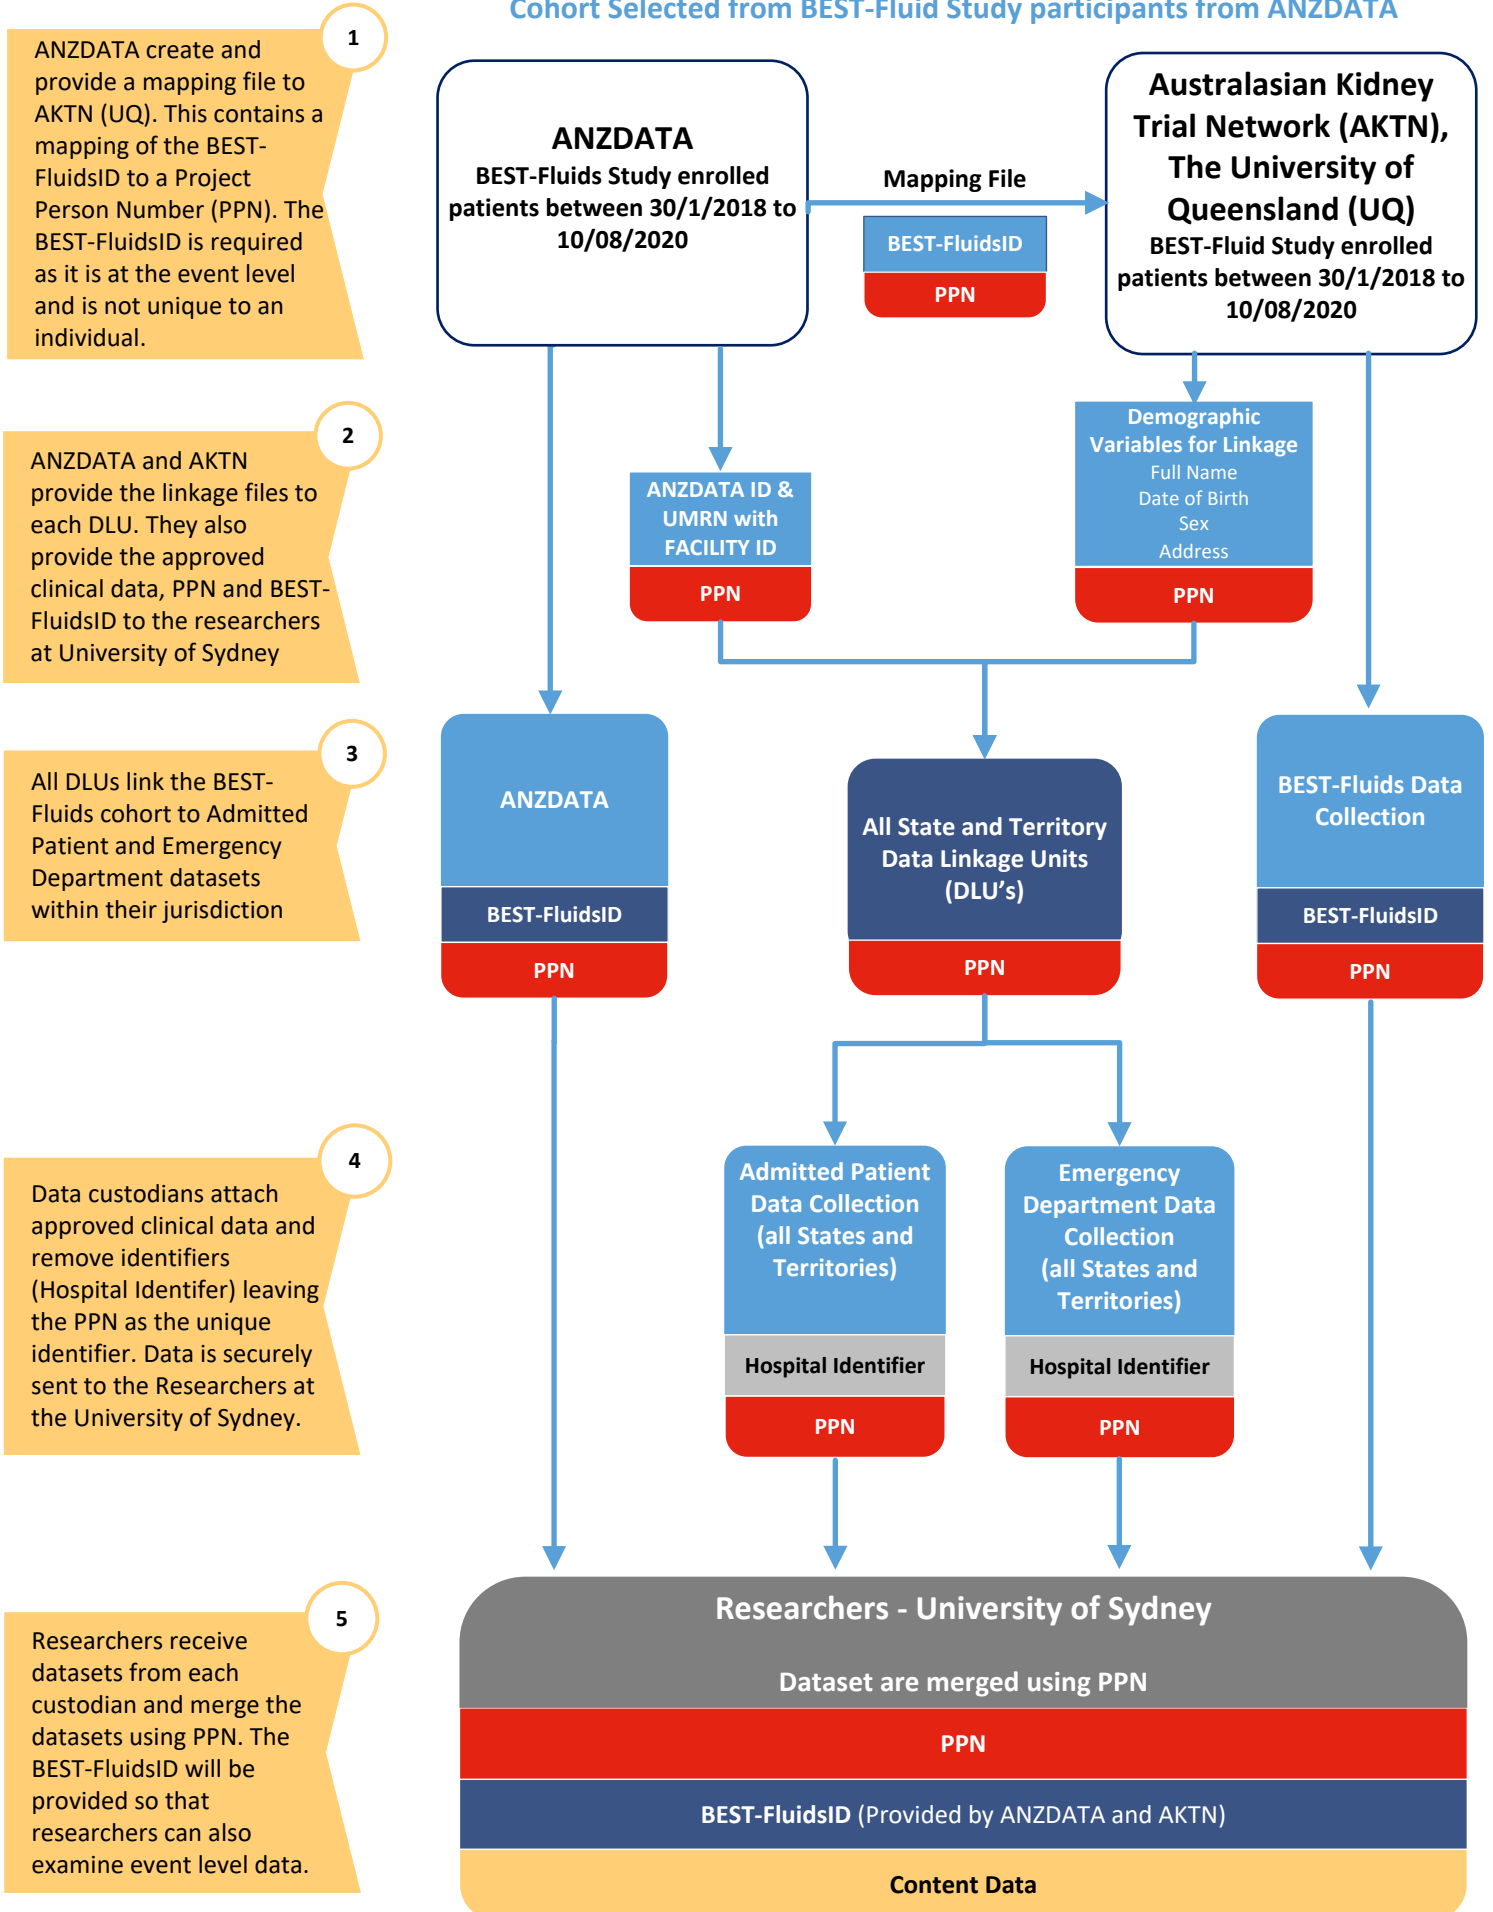 Cohort Selected from BEST-Fluid Study participants from ANZDATA
1
ANZDATA create and
provide a mapping file to
AKTN (UQ). This contains a
mapping of the BEST-
FluidsID to a Project
Person Number (PPN). The
BEST-FluidsID is required
as it is at the event level
and is not unique to an
individual.
ANZDATA
BEST-Fluids Study enrolled
patients between 30/1/2018 to
10/08/2020
Mapping File
BEST-FluidsID
PPN
Australasian Kidney
Trial Network (AKTN),
The University of
Queensland (UQ)
BEST-Fluid Study enrolled
patients between 30/1/2018 to
10/08/2020
2
ANZDATA and AKTN
provide the linkage files to
each DLU. They also
provide the approved
clinical data, PPN and BEST-
FluidsID to the researchers
at University of Sydney
ANZDATA ID &
UMRN with
FACILITY ID
PPN
Demographic
Variables for Linkage
Full Name
Date of Birth
Sex
Address
PPN
3
All DLUs link the BEST-
Fluids cohort to Admitted
Patient and Emergency
Department datasets
within their jurisdiction
ANZDATA
BEST-FluidsID
PPN
All State and Territory
Data Linkage Units
(DLU's)
PPN
BEST-Fluids Data
Collection
BEST-FluidsID
PPN
4
Data custodians attach
approved clinical data and
remove identifiers
(Hospital Identifer) leaving
the PPN as the unique
identifier. Data is securely
sent to the Researchers at
the University of Sydney.
Admitted Patient
Data Collection
(all States and
Territories)
Hospital Identifier
PPN
Emergency
Department Data
Collection
(all States and
Territories)
Hospital Identifier
PPN
5
Researchers receive
datasets from each
custodian and merge the
datasets using PPN. The
BEST-FluidsID will be
provided so that
researchers can also
examine event level data.
Researchers - University of Sydney
Dataset are merged using PPN
PPN
BEST-FluidsID (Provided by ANZDATA and AKTN)
Content Data